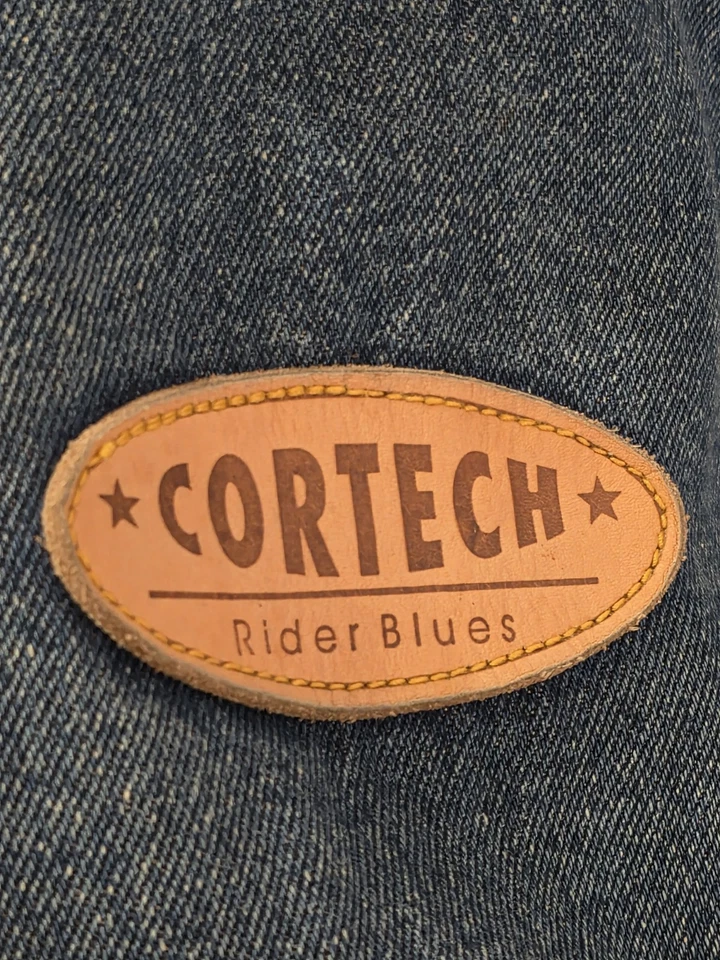 ★ CORTECH ★
Rider Blues